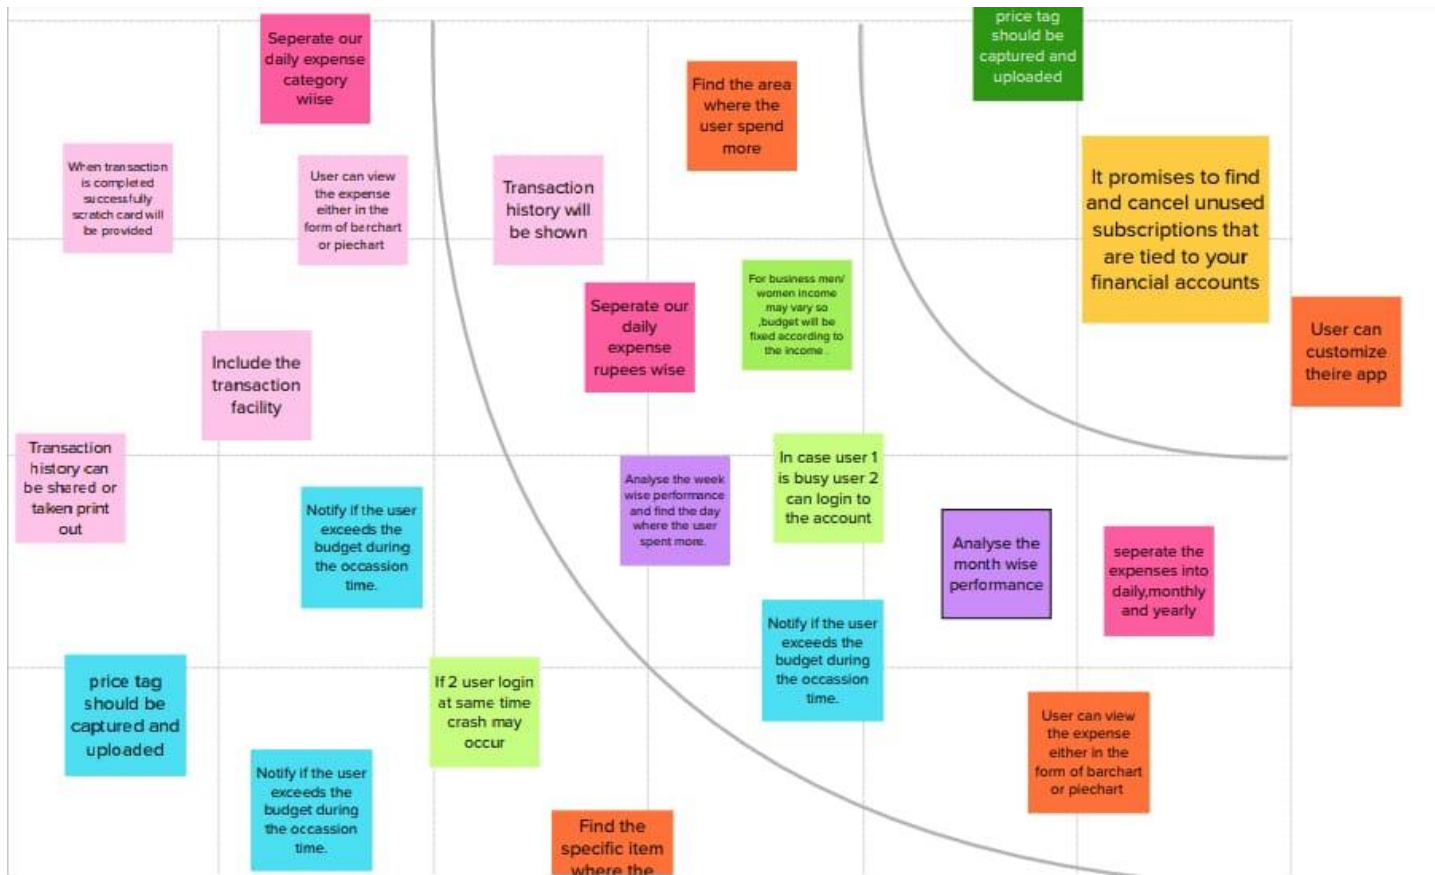 Seperate our
daily expense
category
wiise
price tag
should be
captured and
uploaded
Find the area
where the
user spend
more
When transaction
is completed
successfully
scratch card will
be provided
User can view
the expense
either in the
form of barchart
or piechart
Transaction
history will
be shown
It promises to find
and cancel unused
subscriptions that
are tied to your
financial accounts
Seperate our
daily
expense
rupees wise
For business men/
women income
may vary so
,budget will be
fixed according to
the income .
User can
customize
theire app
Include the
transaction
facility
Transaction
history can
be shared or
taken print
out
Notify if the user
exceeds the
budget during
the occassion
time.
Analyse the week
wise performance
and find the day
where the user
spent more.
In case user 1
is busy user 2
can login to
the account
Analyse the
month wise
performance
seperate the
expenses into
daily,monthly
and yearly
price tag
should be
captured and
uploaded
If 2 user login
at same time
crash may
occur
Notify if the user
exceeds the
budget during
the occassion
time.
User can view
the expense
either in the
form of barchart
or piechart
Notify if the user
exceeds the
budget during
the occassion
time.
Find the
specific item
where the